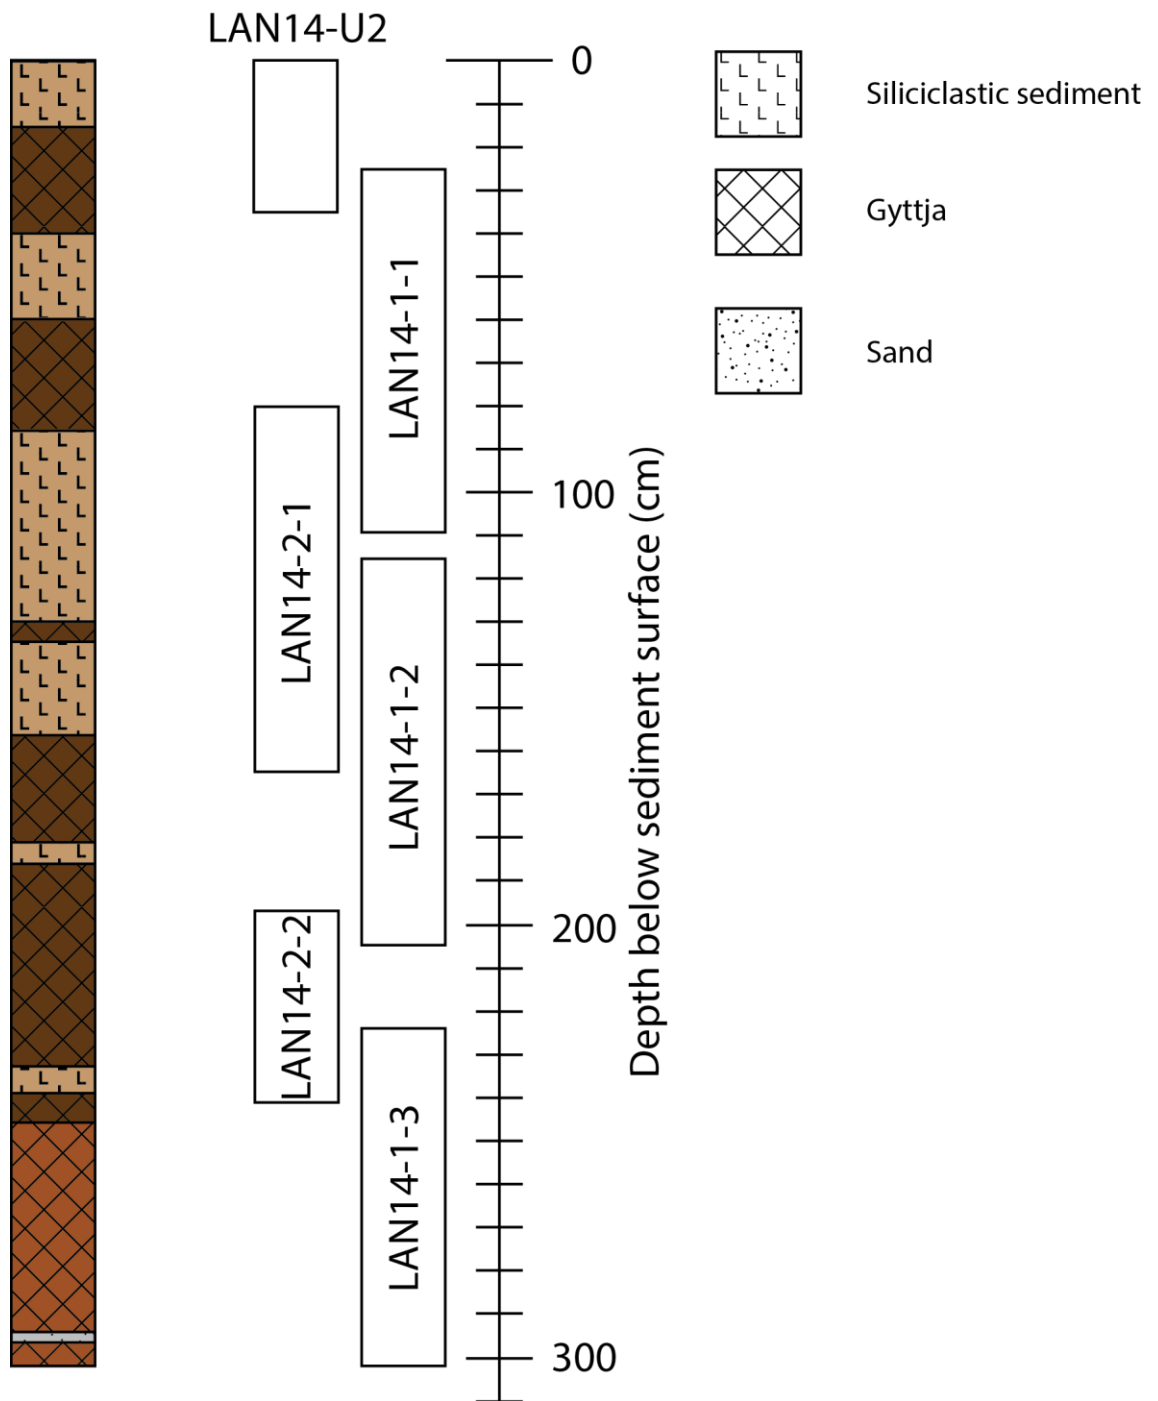 LAN14-U2
0
Siliciclastic sediment
Gyttja
LAN14-1-1
Sand
100
LAN14-2-1
Depth below sediment surface (cm)
LAN14-1-2
200
LAN14-2-2
LAN14-1-3
300